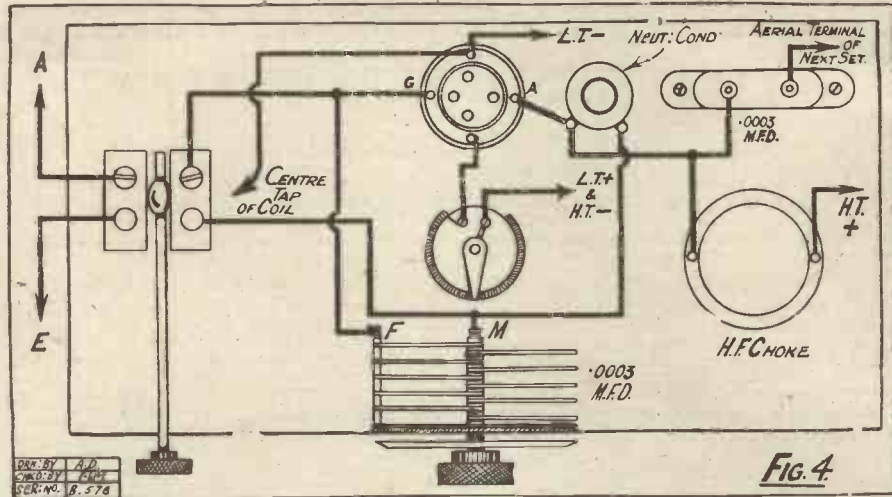 A
E
CENTRE
TAP
OF COIL
L.T.-
G
A
NEUT: COND:
AERIAL TERMINAL
OF
NEXT SET.
.0003
M.F.D.
L.T.+
&
H.T.-
H.T.
+
H.F. CHOKE
F
M
.0003
M.F.D.
FIG. 4.
DRN: BY A.D.
CHKD: BY
SER: NO. B.578